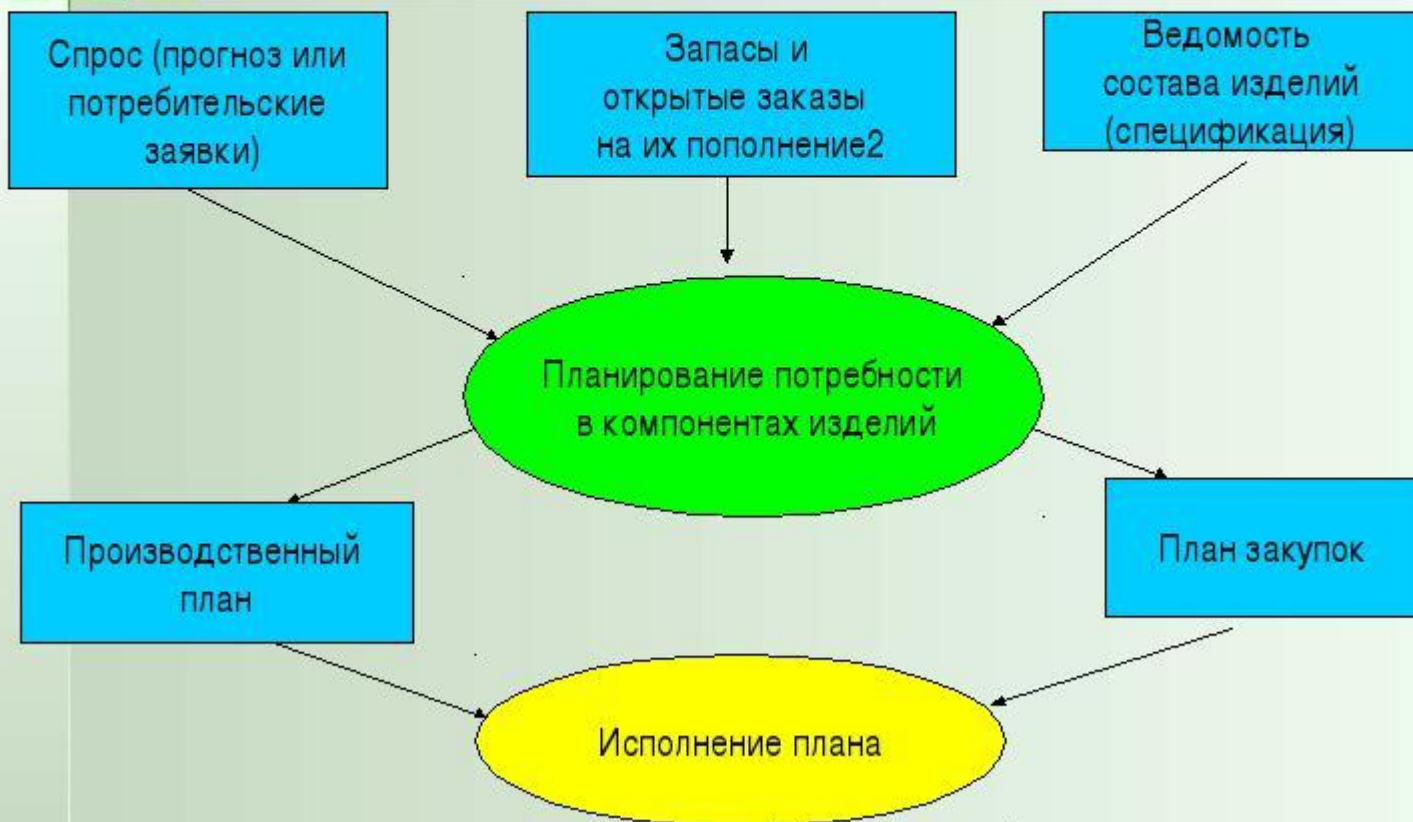 Спрос (прогноз или
потребительские
заявки)
Запасы и
открытые заказы
на их пополнение2
Ведомость
состава изделий
(спецификация)
Планирование потребности
в компонентах изделий
Производственный
план
План закупок
Исполнение плана